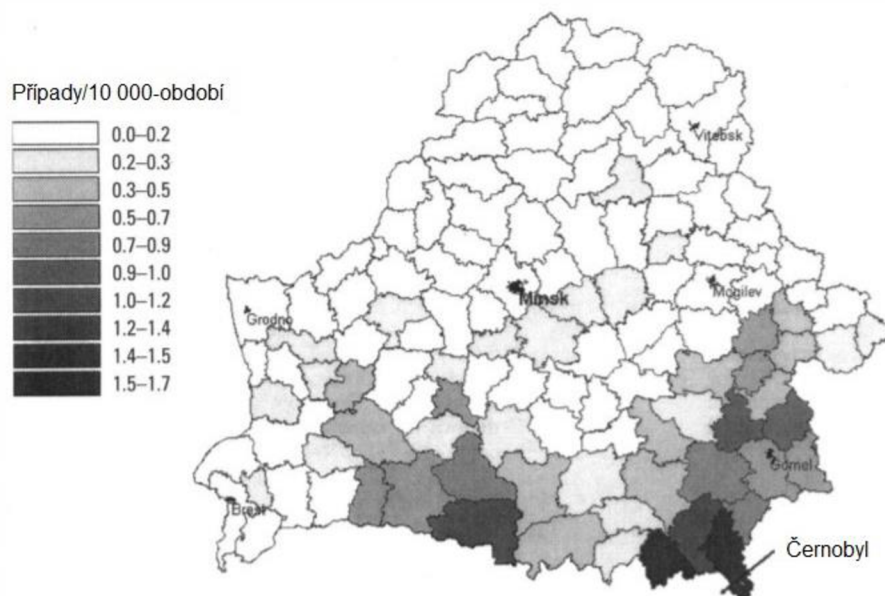 Případy/10 000-období
0.0–0.2
0.2–0.3
0.3–0.5
0.5–0.7
0.7–0.9
0.9–1.0
1.0–1.2
1.2–1.4
1.4–1.5
1.5–1.7
Vitebsk
Minsk
Mogilev
Grodno
Gomel
Brest
Černobyl